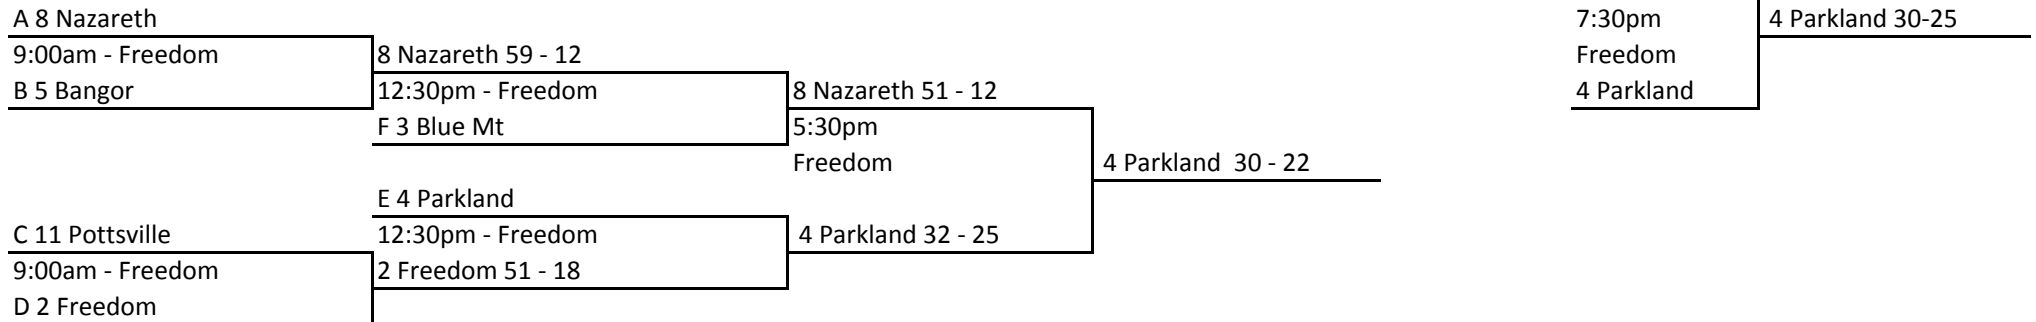 A 8 Nazareth
9:00am - Freedom
B 5 Bangor
8 Nazareth 59 - 12
12:30pm - Freedom
F 3 Blue Mt
8 Nazareth 51 - 12
5:30pm
Freedom
4 Parkland 30 - 22
E 4 Parkland
12:30pm - Freedom
2 Freedom 51 - 18
4 Parkland 32 - 25
C 11 Pottsville
9:00am - Freedom
D 2 Freedom
7:30pm
Freedom
4 Parkland
4 Parkland 30-25